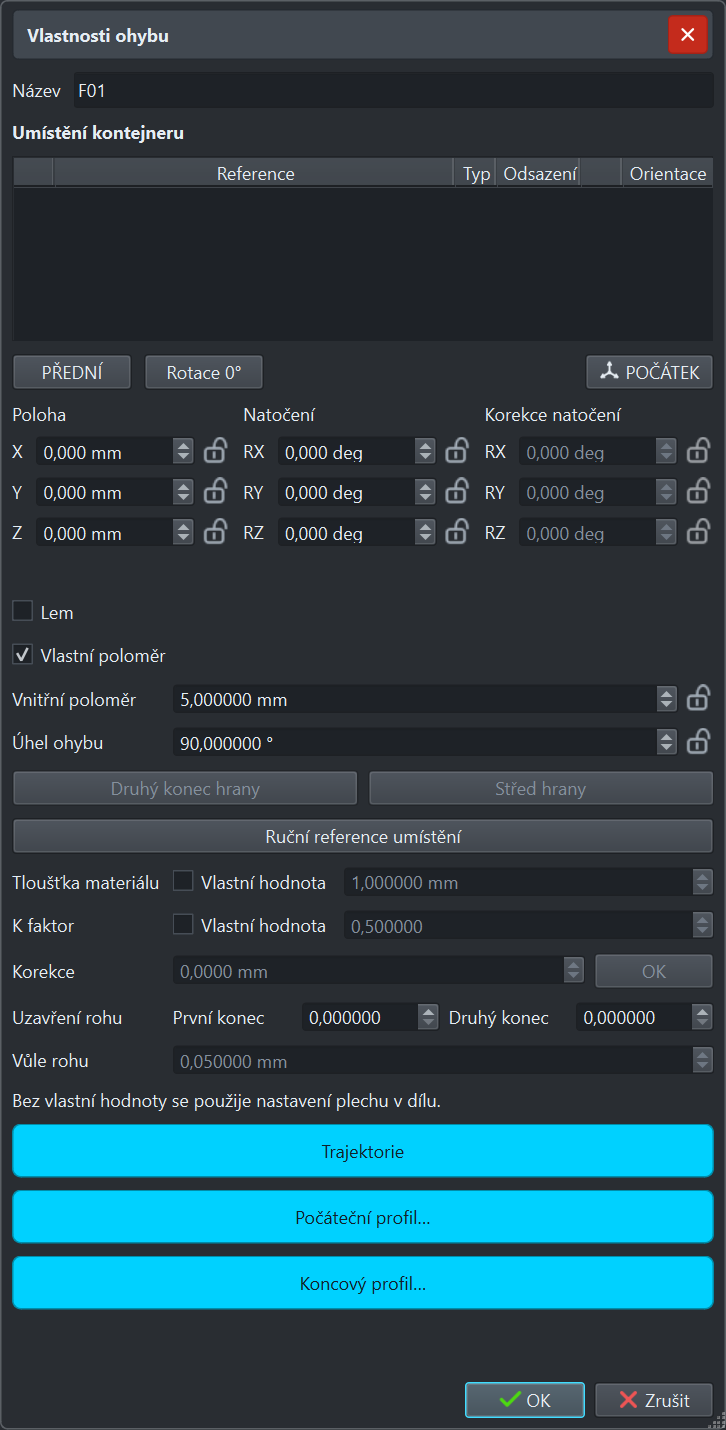 Vlastnosti ohybu
Název F01
Umístění kontejneru
Reference Typ Odsazení Orientace
PŘEDNÍ Rotace 0° POČÁTEK
Poloha Natočení Korekce natočení
X 0,000 mm RX 0,000 deg RX 0,000 deg
Y 0,000 mm RY 0,000 deg RY 0,000 deg
Z 0,000 mm RZ 0,000 deg RZ 0,000 deg
Lem
Vlastní poloměr
Vnitřní poloměr 5,000000 mm
Úhel ohybu 90,000000 °
Druhý konec hrany Střed hrany
Ruční reference umístění
Tloušťka materiálu Vlastní hodnota 1,000000 mm
K faktor Vlastní hodnota 0,500000
Korekce 0,0000 mm OK
Uzavření rohu První konec 0,000000 Druhý konec 0,000000
Vůle rohu 0,050000 mm
Bez vlastní hodnoty se použije nastavení plechu v dílu.
Trajektorie
Počáteční profil...
Koncový profil...
OK Zrušit